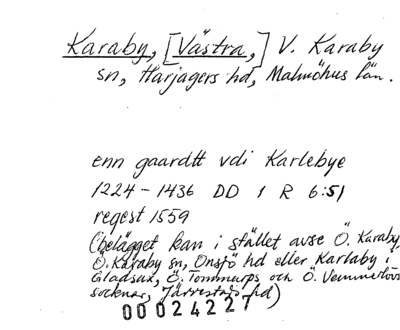 Karaby, [Västra,] V. Karaby
sn, Harjagers hd, Malmöhus län.
enn gaardtt vdi Karlebye
1224-1436 DD 1 R 6:51
regest 1559
(belägget kan i stället avse Ö. Karaby,
Ö. Karaby sn, Onsjö hd eller Karlaby i
Gladsax, Ö. Tommarps och Ö. Vemmerlövs
socknar, Järrestads hd)
0002422